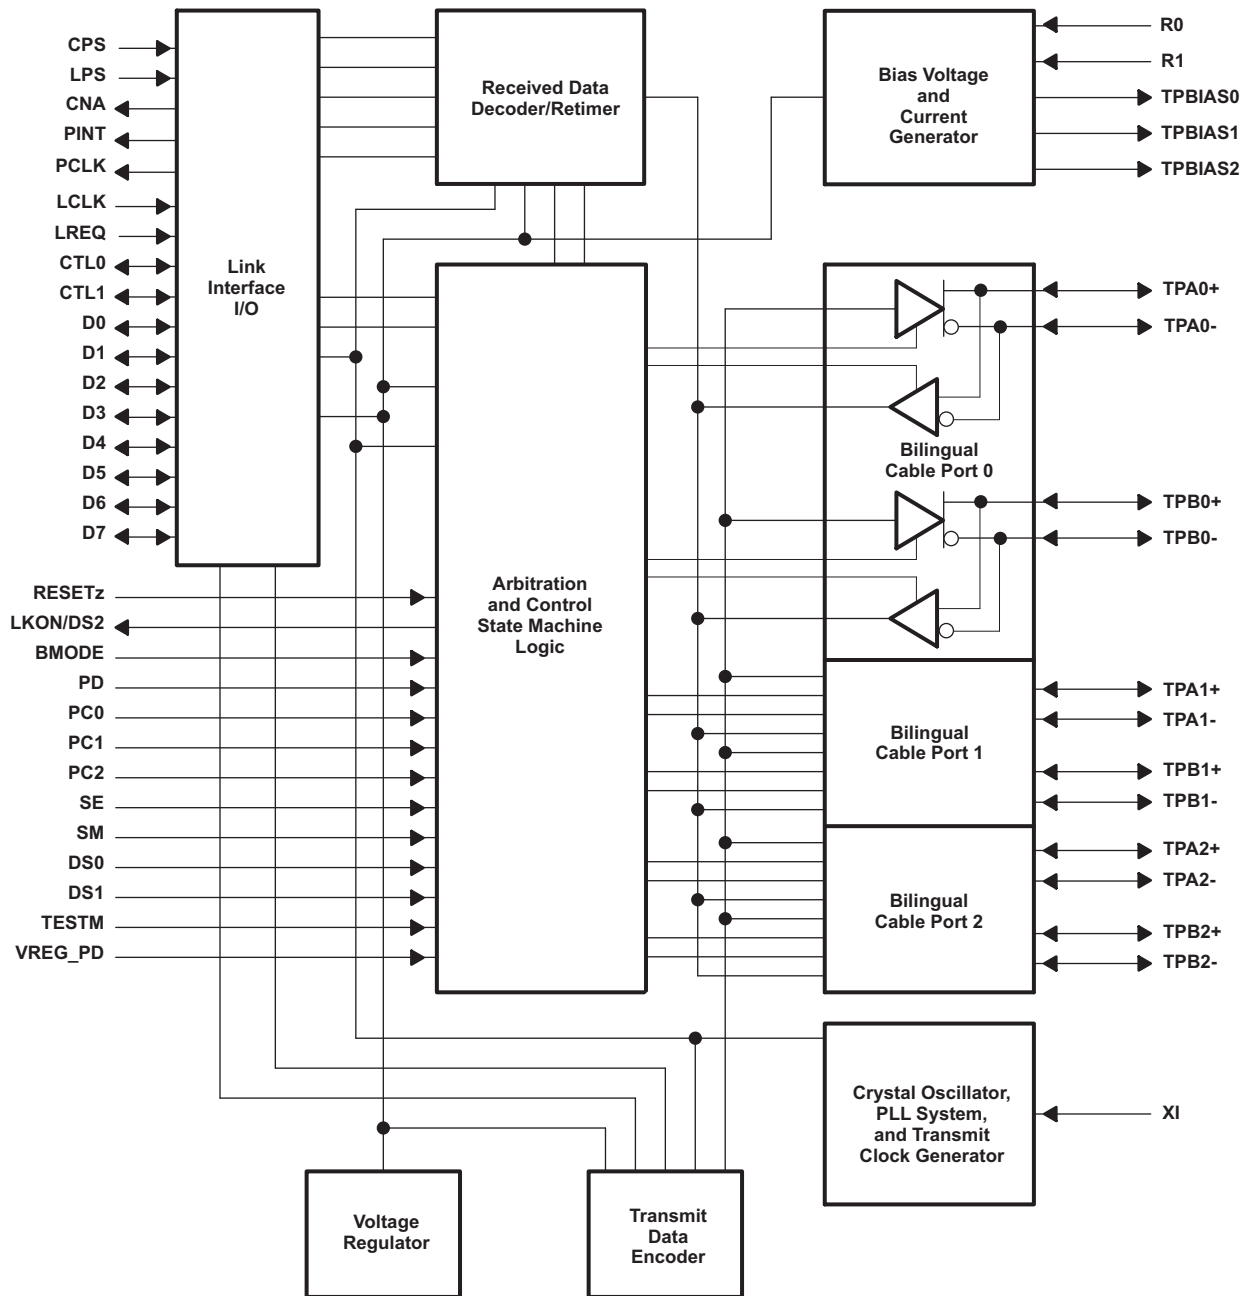 CPS
LPS
CNA
PINT
PCLK
LCLK
LREQ
CTL0
CTL1
D0
D1
D2
D3
D4
D5
D6
D7
RESETz
LKON/DS2
BMODE
PD
PC0
PC1
PC2
SE
SM
DS0
DS1
TESTM
VREG_PD
Link
Interface
I/O
Received Data
Decoder/Retimer
Arbitration
and Control
State Machine
Logic
Voltage
Regulator
Transmit
Data
Encoder
Bias Voltage
and
Current
Generator
Bilingual
Cable Port 0
Bilingual
Cable Port 1
Bilingual
Cable Port 2
Crystal Oscillator,
PLL System,
and Transmit
Clock Generator
R0
R1
TPBIAS0
TPBIAS1
TPBIAS2
TPA0+
TPA0-
TPB0+
TPB0-
TPA1+
TPA1-
TPB1+
TPB1-
TPA2+
TPA2-
TPB2+
TPB2-
XI